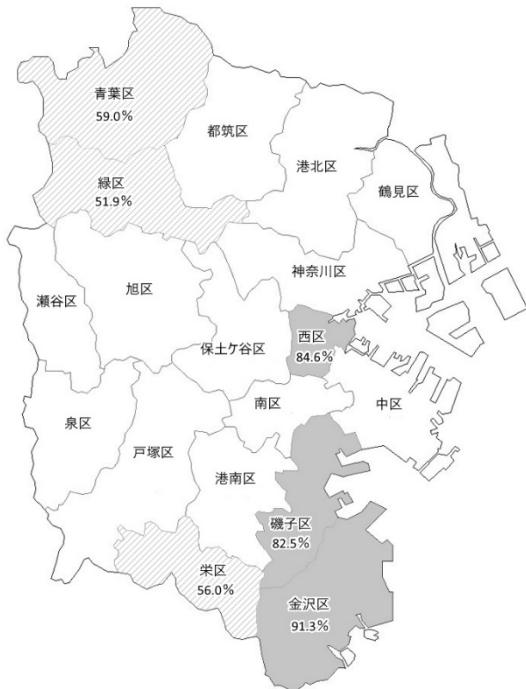 青葉区
59.0%
都筑区
港北区
緑区
51.9%
鶴見区
神奈川区
瀬谷区
旭区
西区
84.6%
保土ケ谷区
南区
中区
泉区
戸塚区
港南区
磯子区
82.5%
栄区
56.0%
金沢区
91.3%